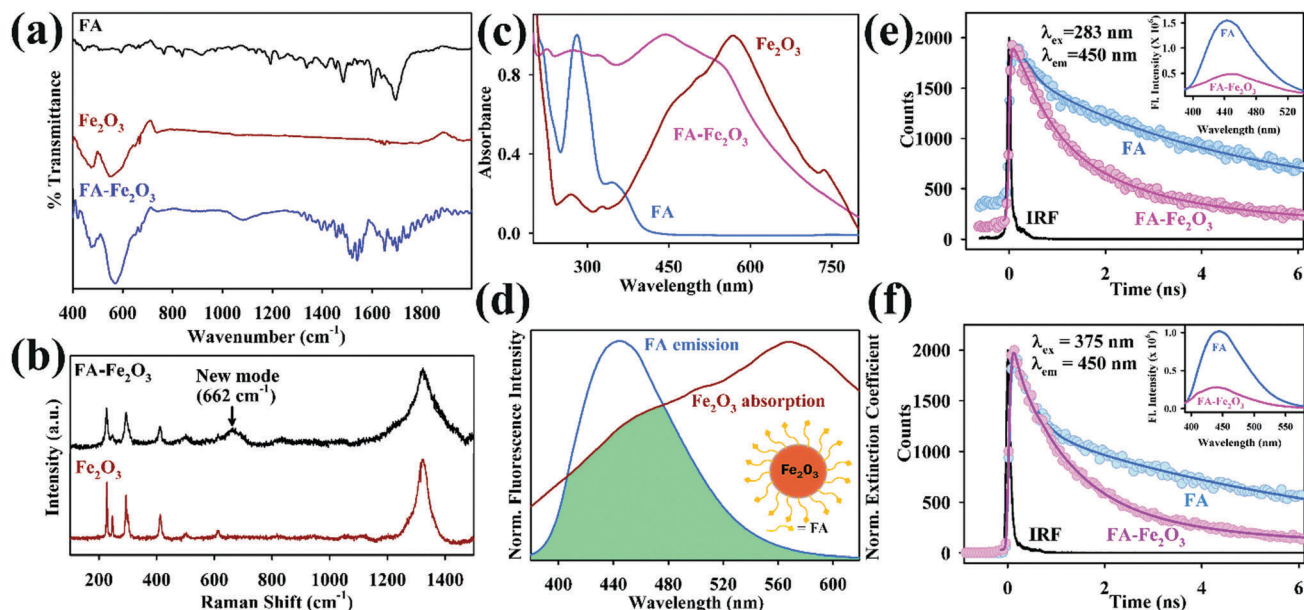 (a)
FA
Fe₂O₃
FA-Fe₂O₃
% Transmittance
400 600 800 1000 1200 1400 1600 1800
Wavenumber (cm⁻¹)
(b)
FA-Fe₂O₃
New mode
(662 cm⁻¹)
Fe₂O₃
Intensity (a.u.)
200 400 600 800 1000 1200 1400
Raman Shift (cm⁻¹)
(c)
Fe₂O₃
FA-Fe₂O₃
FA
Absorbance
0.8
0.4
0.0
300 450 600 750
Wavelength (nm)
(d)
FA emission
Fe₂O₃ absorption
Fe₂O₃
= FA
Norm. Fluorescence Intensity
Norm. Extinction Coefficient
400 440 480 520 560 600
Wavelength (nm)
(e)
λex=283 nm
λem=450 nm
FA
FA-Fe₂O₃
IRF
Counts
2000
1500
1000
500
0
0 2 4 6
Time (ns)
Fl. Intensity (X 10⁶)
1.5
1.0
0.5
FA
FA-Fe₂O₃
400 440 480 520
Wavelength (nm)
(f)
λex = 375 nm
λem = 450 nm
FA
FA-Fe₂O₃
IRF
Counts
2000
1500
1000
500
0
0 2 4 6
Time (ns)
Fl. Intensity (x 10⁶)
1.0
0.5
0.0
FA
FA-Fe₂O₃
400 450 500 550
Wavelength (nm)